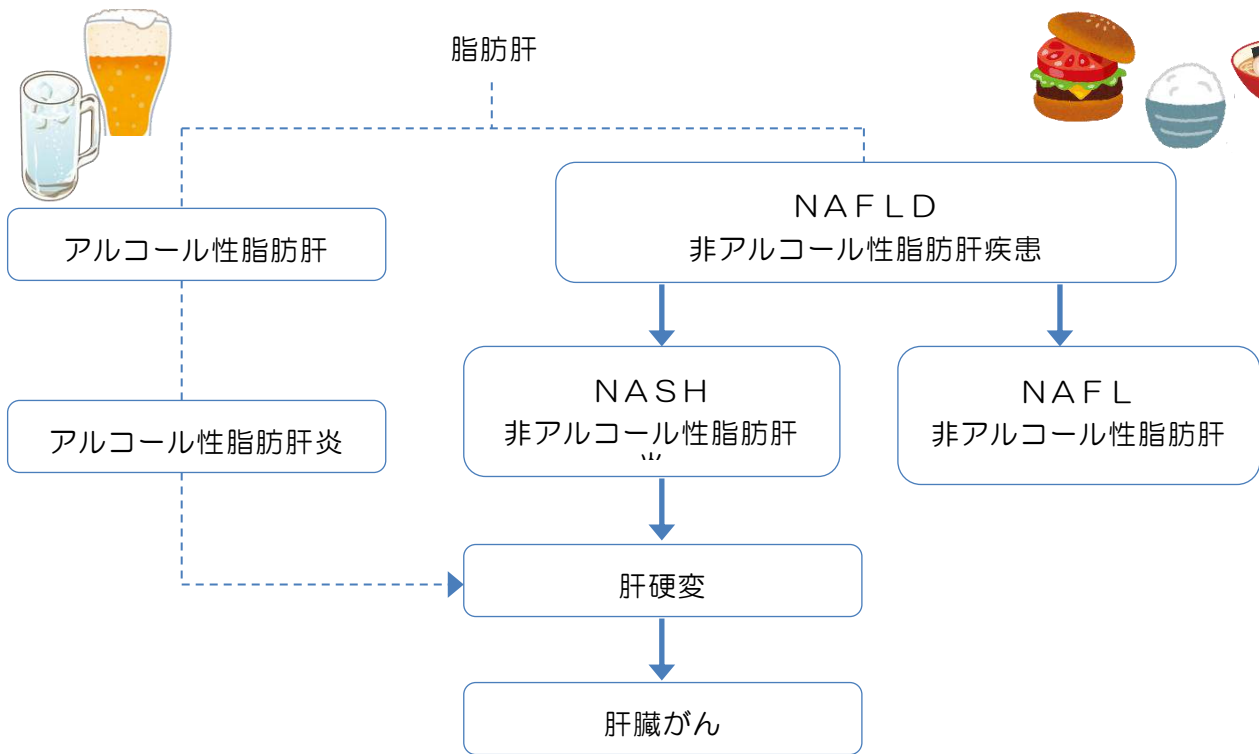 脂肪肝
ＮＡＦＬＤ
非アルコール性脂肪肝疾患
アルコール性脂肪肝
ＮＡＳＨ
非アルコール性脂肪肝
ＮＡＦＬ
非アルコール性脂肪肝
アルコール性脂肪肝炎
肝硬変
肝臓がん